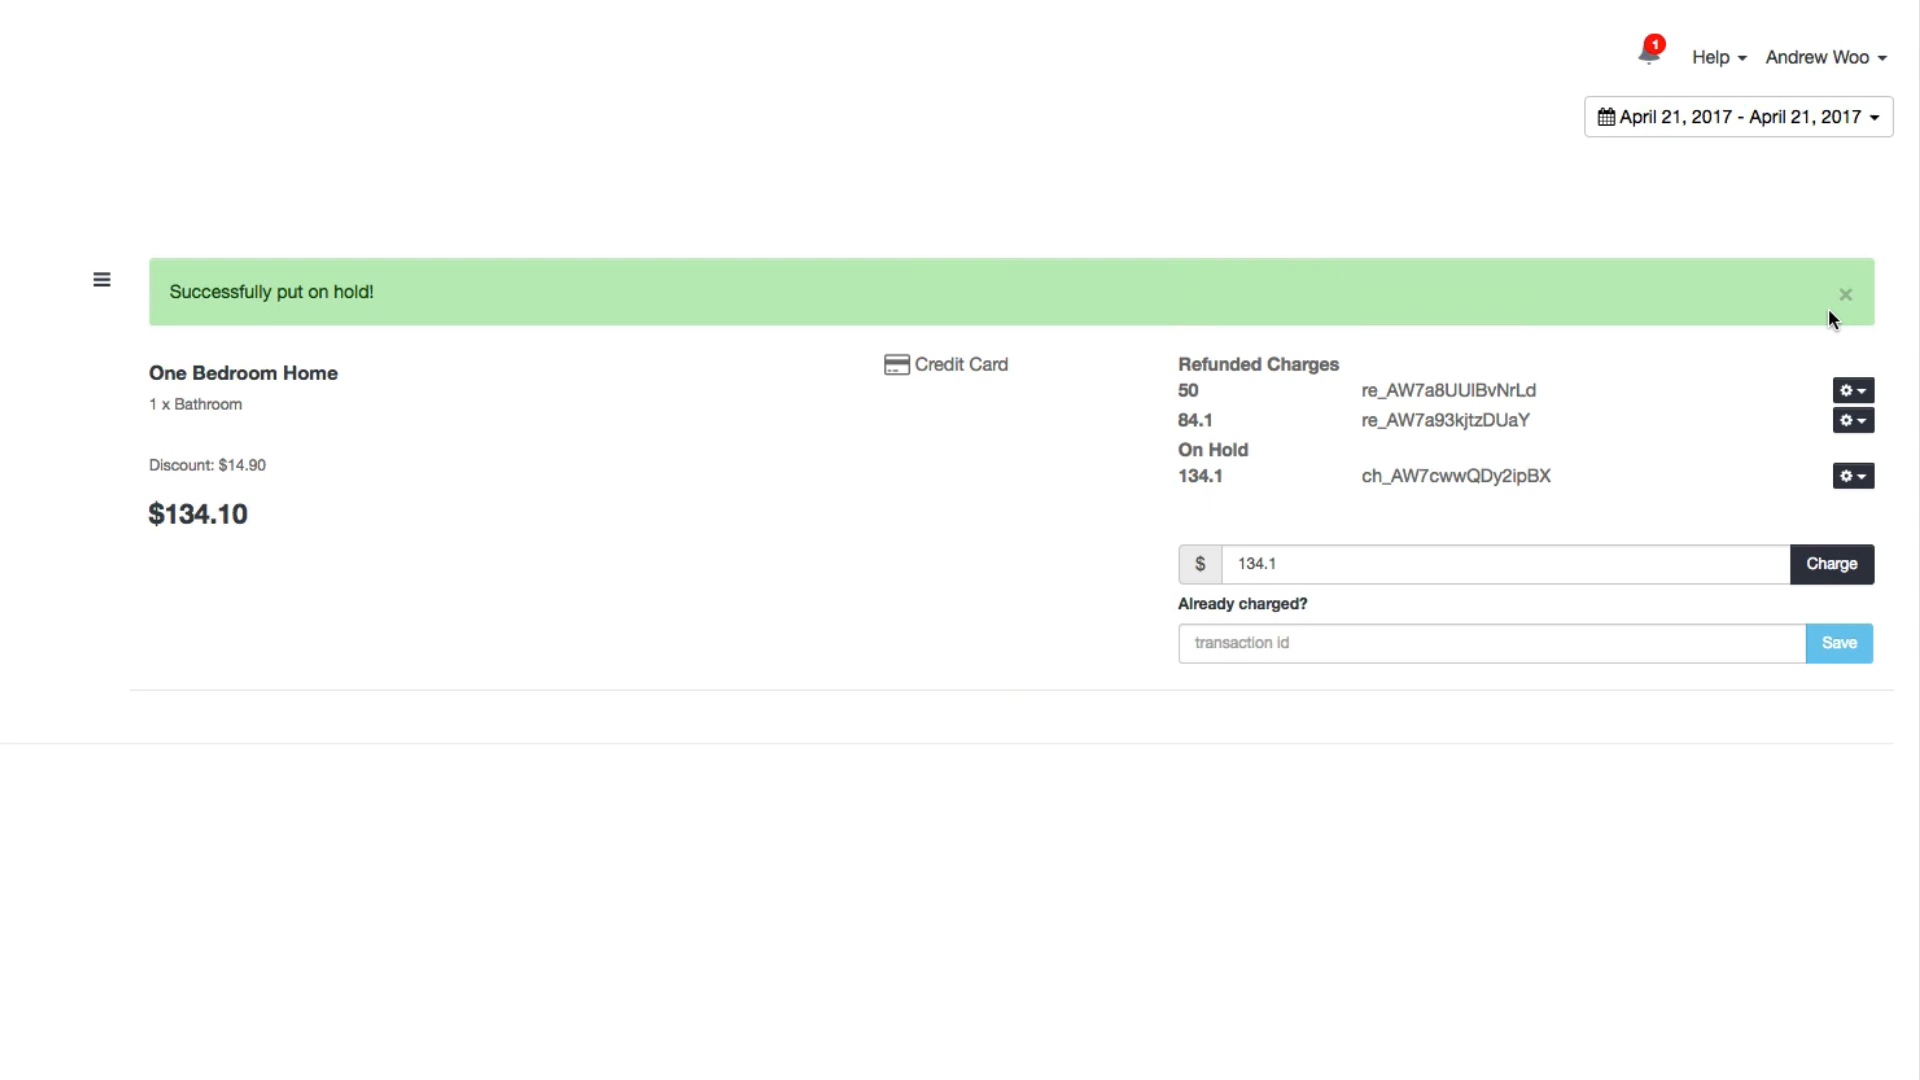 1
Help
Andrew Woo
April 21, 2017 - April 21, 2017
Successfully put on hold!
×
One Bedroom Home
1 x Bathroom
Discount: $14.90
$134.10
Credit Card
Refunded Charges
50 re_AW7a8UUlBvNrLd
84.1 re_AW7a93kjtzDUaY
On Hold
134.1 ch_AW7cwwQDy2ipBX
$ 134.1 Charge
Already charged?
transaction id Save